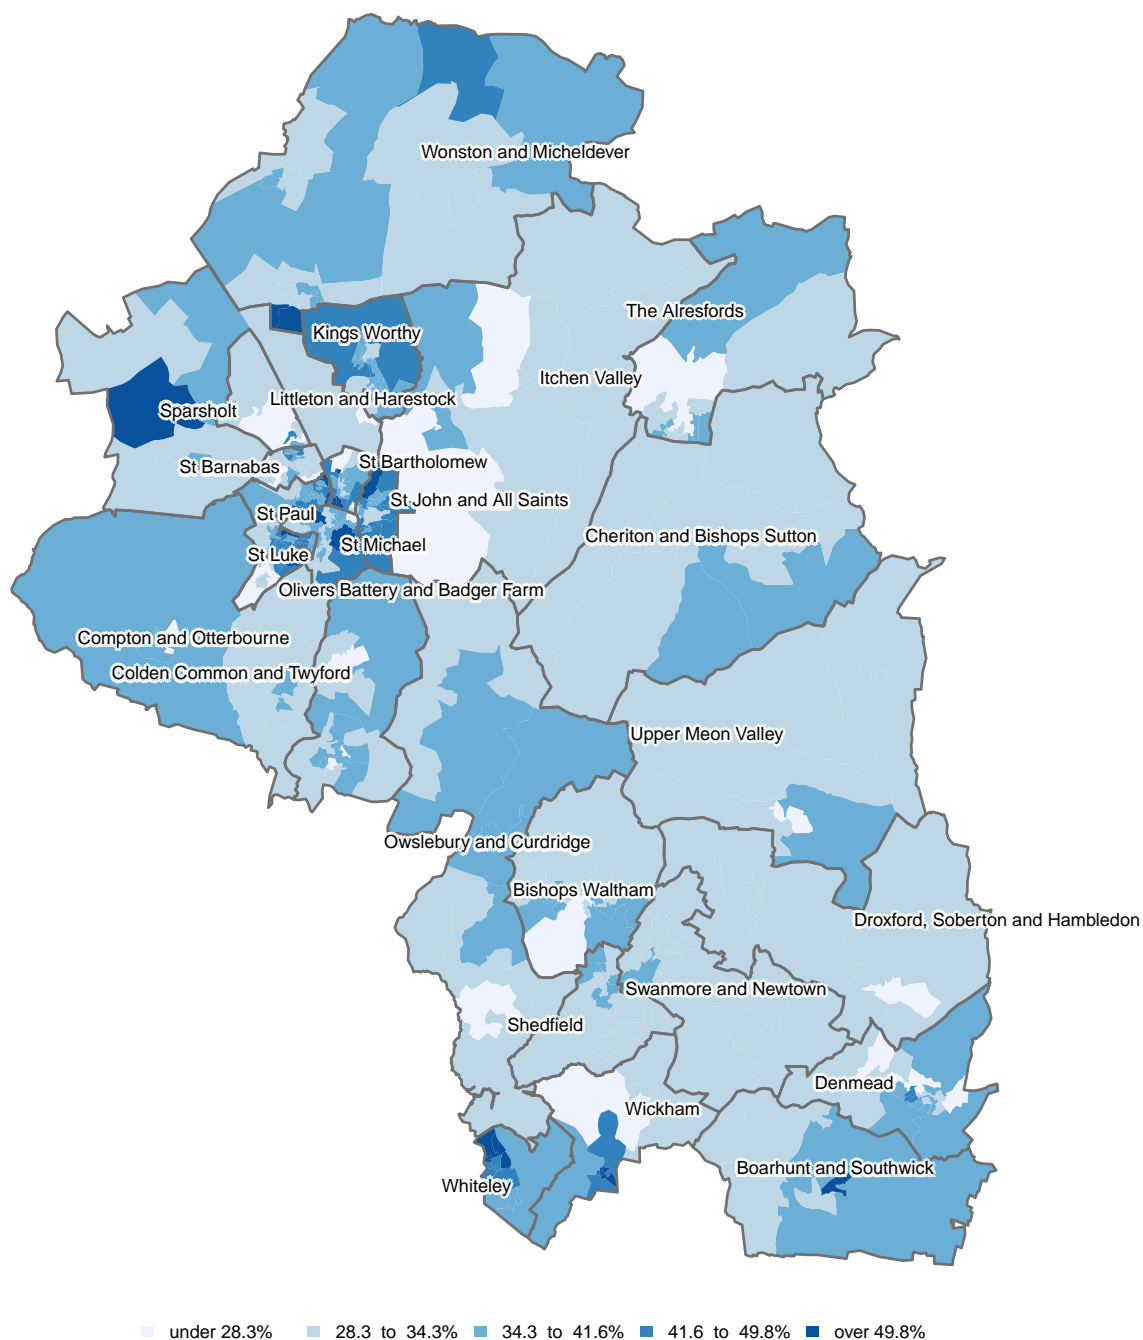 Wonston and Micheldever
The Alresfords
Kings Worthy
Itchen Valley
Littleton and Harestock
Sparsholt
St Bartholomew
St Barnabas
St John and All Saints
St Paul
Cheriton and Bishops Sutton
St Michael
St Luke
Olivers Battery and Badger Farm
Compton and Otterbourne
Colden Common and Twyford
Upper Meon Valley
Owslebury and Curdridge
Bishops Waltham
Droxford, Soberton and Hambledon
Swanmore and Newtown
Shedfield
Denmead
Wickham
Boarhunt and Southwick
Whiteley
under 28.3% 28.3 to 34.3% 34.3 to 41.6% 41.6 to 49.8% over 49.8%